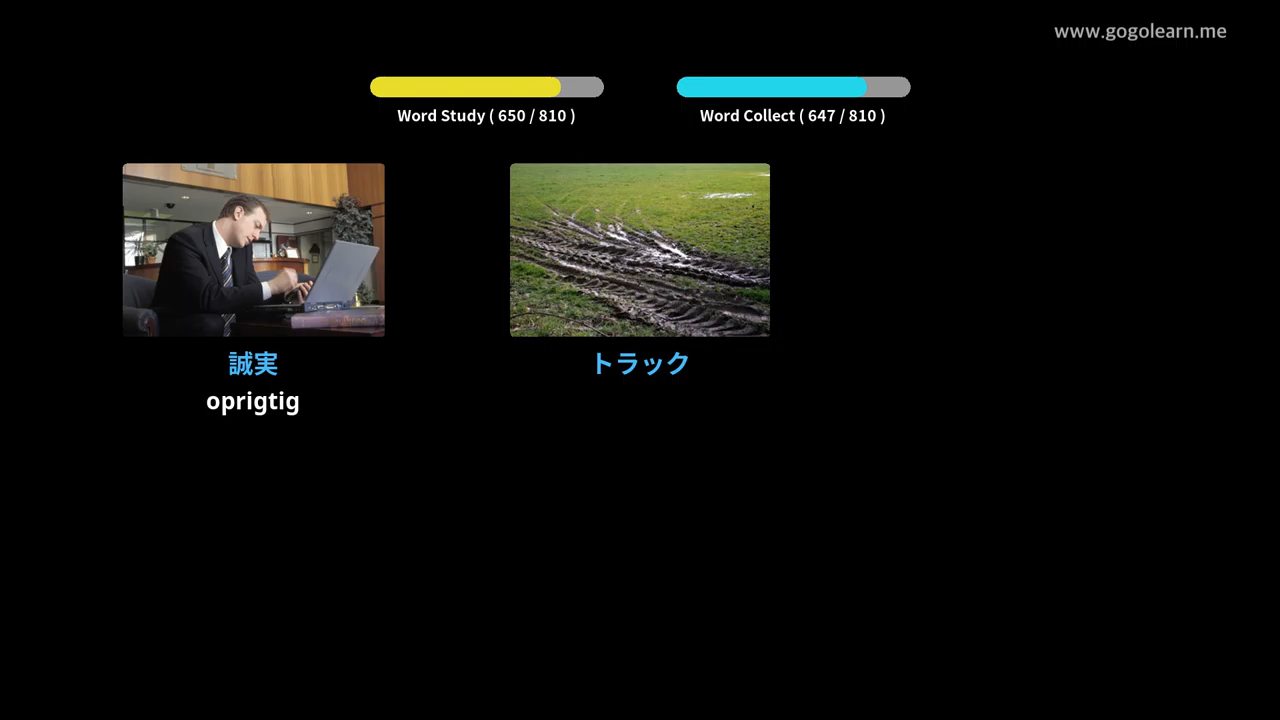 www.gogolearn.me
Word Study ( 650 / 810 )
Word Collect ( 647 / 810 )
誠実
トラック
oprigtig